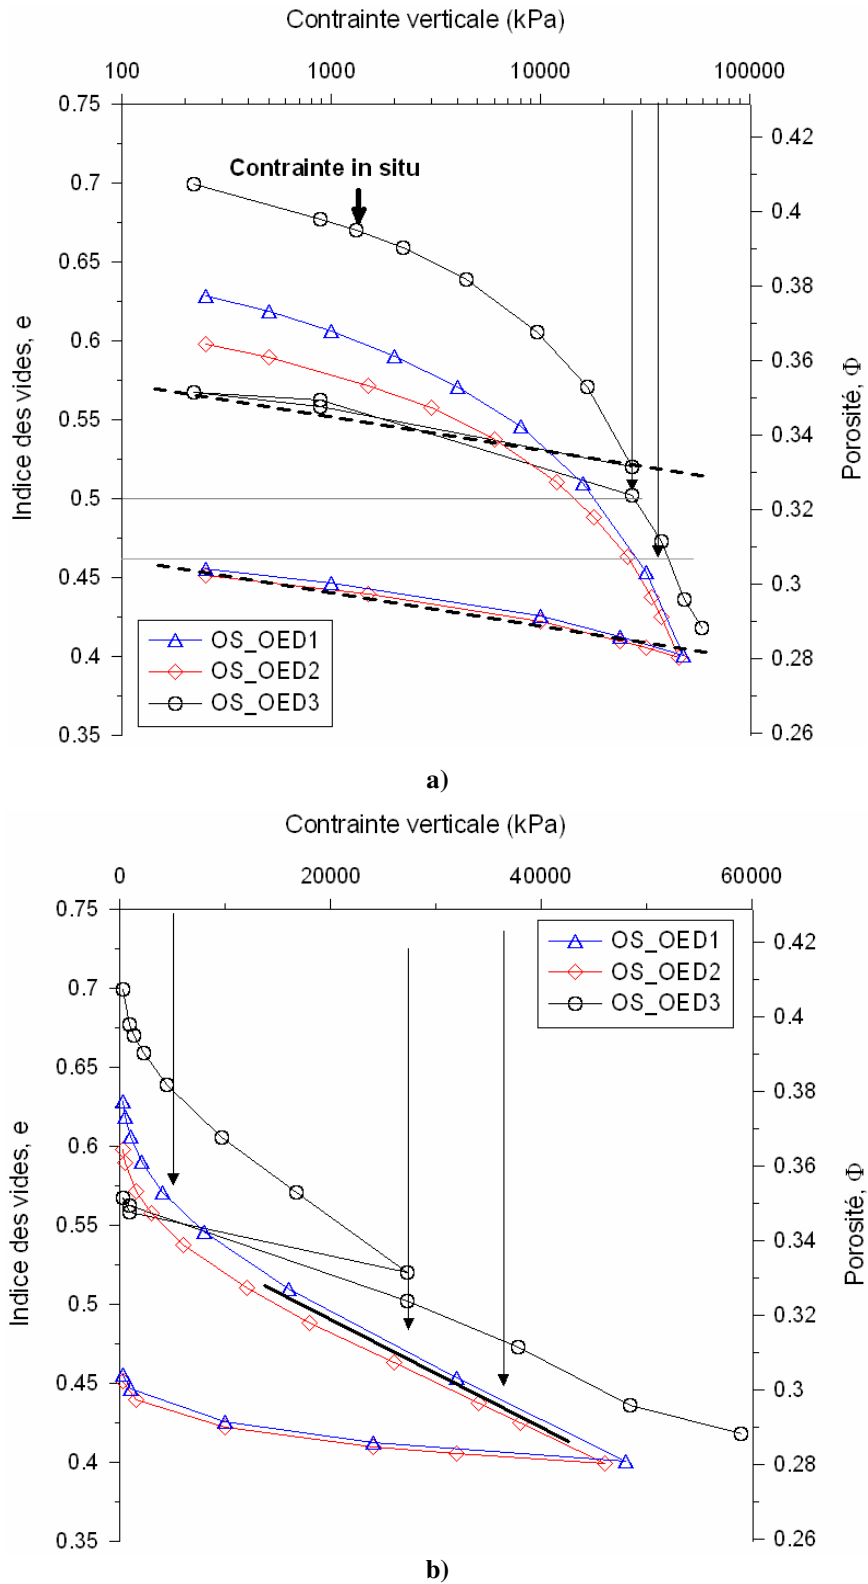 Contrainte verticale (kPa)
100 1000 10000 100000
0.75
0.7
0.65
0.6
0.55
0.5
0.45
0.4
0.35
Indice des vides, e
Contrainte in situ
0.42
0.4
0.38
0.36
0.34
0.32
0.3
0.28
0.26
Porosité, Φ
OS_OED1
OS_OED2
OS_OED3
a)
Contrainte verticale (kPa)
0 20000 40000 60000
0.75
0.7
0.65
0.6
0.55
0.5
0.45
0.4
0.35
Indice des vides, e
OS_OED1
OS_OED2
OS_OED3
0.42
0.4
0.38
0.36
0.34
0.32
0.3
0.28
0.26
Porosité, Φ
b)